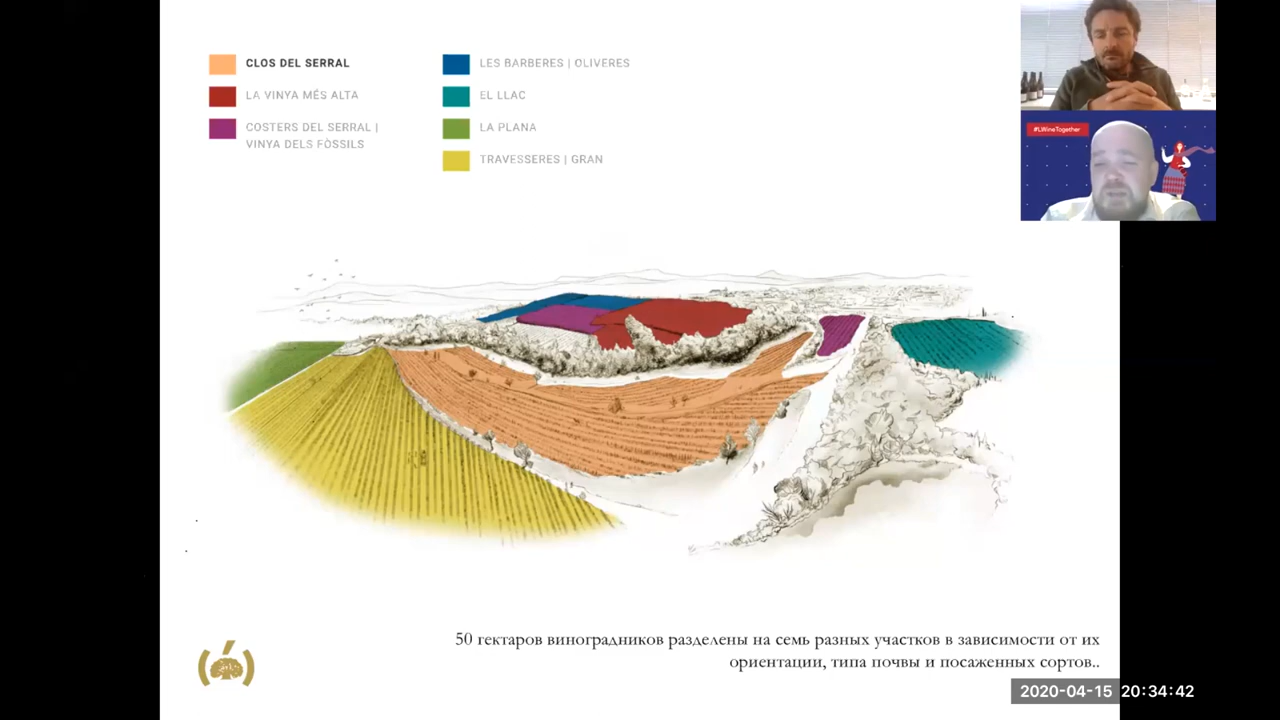 CLOS DEL SERRAL
LA VINYA MÉS ALTA
COSTERS DEL SERRAL |
VINYA DELS FÒSSILS
LES BARBERES | OLIVERES
EL LLAC
LA PLANA
TRAVESSERES | GRAN
#LWineTogether
50 гектаров виноградников разделены на семь разных участков в зависимости от их
ориентации, типа почвы и посаженных сортов..
2020-04-15 20:34:42